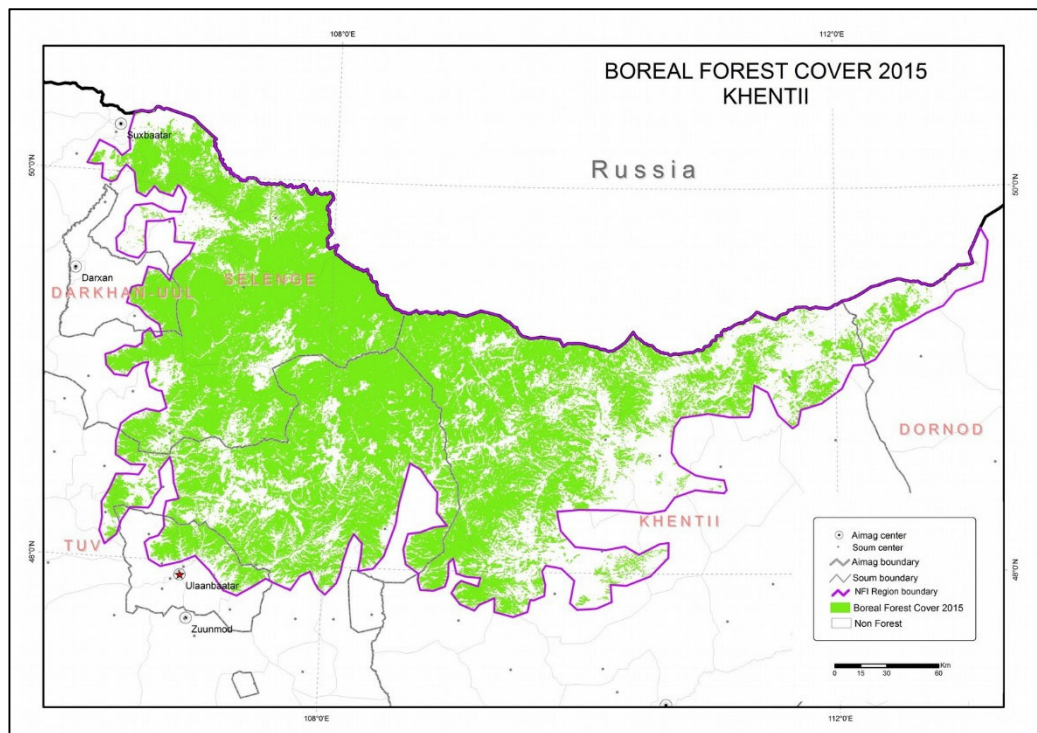 108°0'E
112°0'E
BOREAL FOREST COVER 2015
KHENTII
Suxbaatar
50°0'N
Russia
50°0'N
Darxan
DARKHAN-UUL
SELENGE
DORNOD
KHENTII
TUV
48°0'N
48°0'N
Ulaanbaatar
Zuunmod
Aimag center
Soum center
Aimag boundary
Soum boundary
NFI Region boundary
Boreal Forest Cover 2015
Non Forest
Km
0 15 30 60
108°0'E
112°0'E